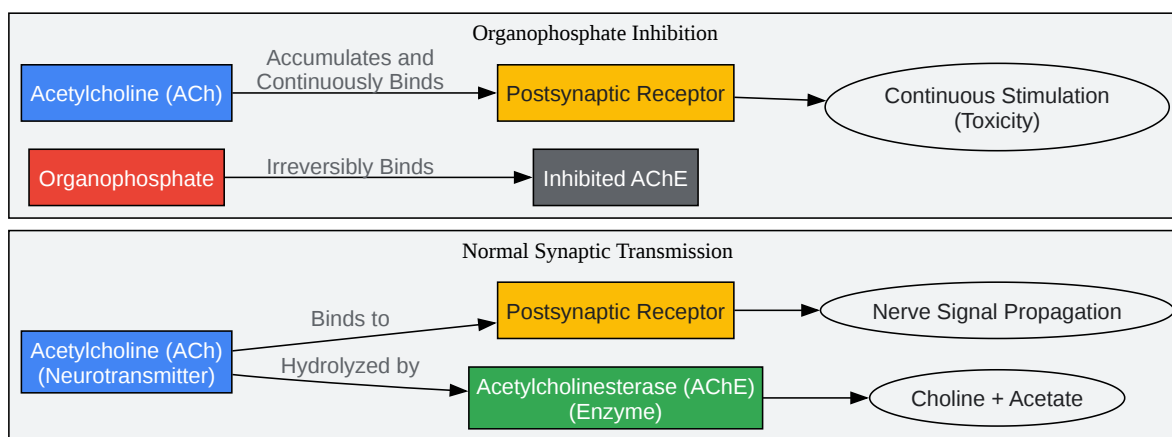 Organophosphate Inhibition
Accumulates and
Continuously Binds
Acetylcholine (ACh)
Postsynaptic Receptor
Continuous Stimulation
(Toxicity)
Irreversibly Binds
Organophosphate
Inhibited AChE
Normal Synaptic Transmission
Binds to
Postsynaptic Receptor
Nerve Signal Propagation
Acetylcholine (ACh)
(Neurotransmitter)
Hydrolyzed by
Acetylcholinesterase (AChE)
(Enzyme)
Choline + Acetate